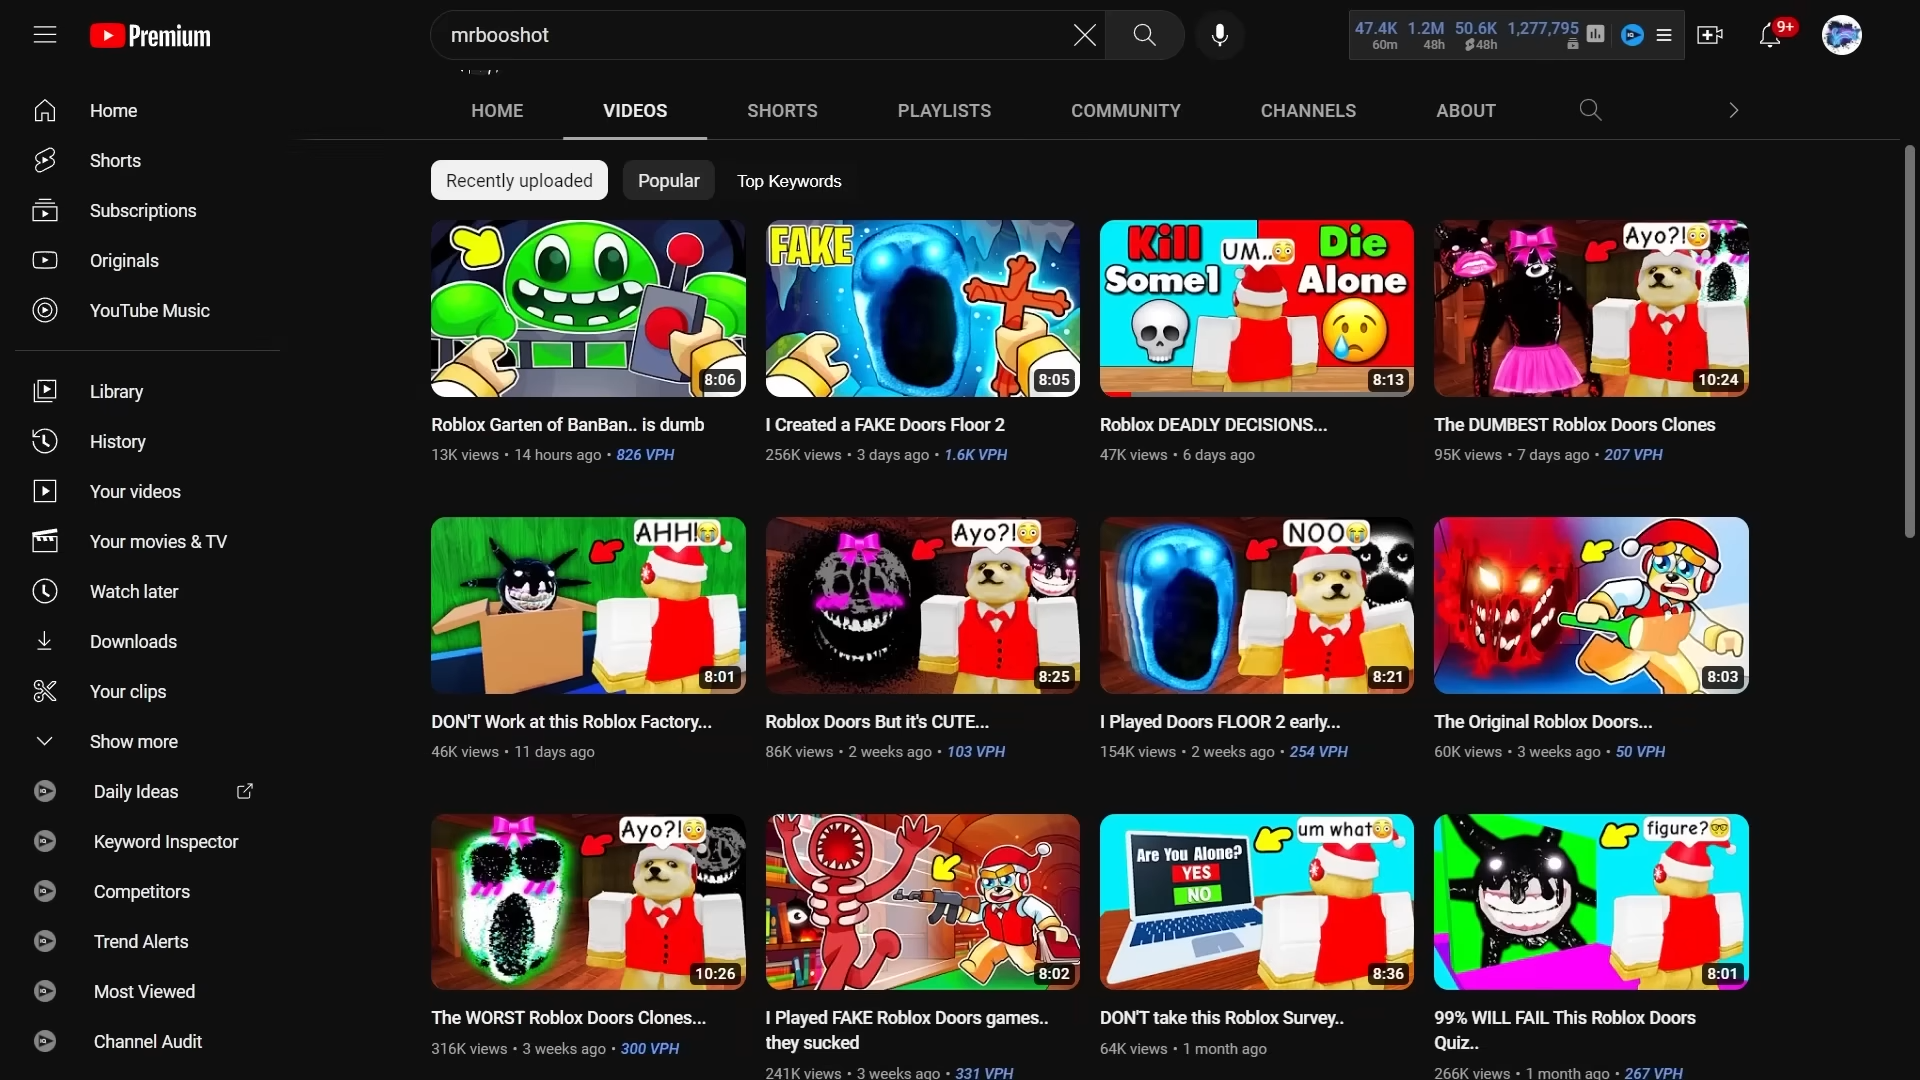 Premium
mrbooshot
47.4K 1.2M 50.6K 1,277,795
60m 48h 48h
9+
Home
Shorts
Subscriptions
Originals
YouTube Music
Library
History
Your videos
Your movies & TV
Watch later
Downloads
Your clips
Show more
Daily Ideas
Keyword Inspector
Competitors
Trend Alerts
Most Viewed
Channel Audit
HOME VIDEOS SHORTS PLAYLISTS COMMUNITY CHANNELS ABOUT
Recently uploaded Popular Top Keywords
8:06
Roblox Garten of BanBan.. is dumb
13K views • 14 hours ago • 826 VPH
FAKE
8:05
I Created a FAKE Doors Floor 2
256K views • 3 days ago • 1.6K VPH
Kill UM..😳 Die
Some1 Alone
8:13
Roblox DEADLY DECISIONS...
47K views • 6 days ago
Ayo?!😳
10:24
The DUMBEST Roblox Doors Clones
95K views • 7 days ago • 207 VPH
AHH!😭
8:01
DON'T Work at this Roblox Factory...
46K views • 11 days ago
Ayo?!😳
8:25
Roblox Doors But it's CUTE...
86K views • 2 weeks ago • 103 VPH
NOO😭
8:21
I Played Doors FLOOR 2 early...
154K views • 2 weeks ago • 254 VPH
8:03
The Original Roblox Doors...
60K views • 3 weeks ago • 50 VPH
Ayo?!😳
10:26
The WORST Roblox Doors Clones...
316K views • 3 weeks ago • 300 VPH
8:02
I Played FAKE Roblox Doors games..
they sucked
241K views • 3 weeks ago • 331 VPH
um what😳
Are You Alone?
YES
NO
8:36
DON'T take this Roblox Survey..
64K views • 1 month ago
figure?🤓
8:01
99% WILL FAIL This Roblox Doors
Quiz..
266K views • 1 month ago • 267 VPH